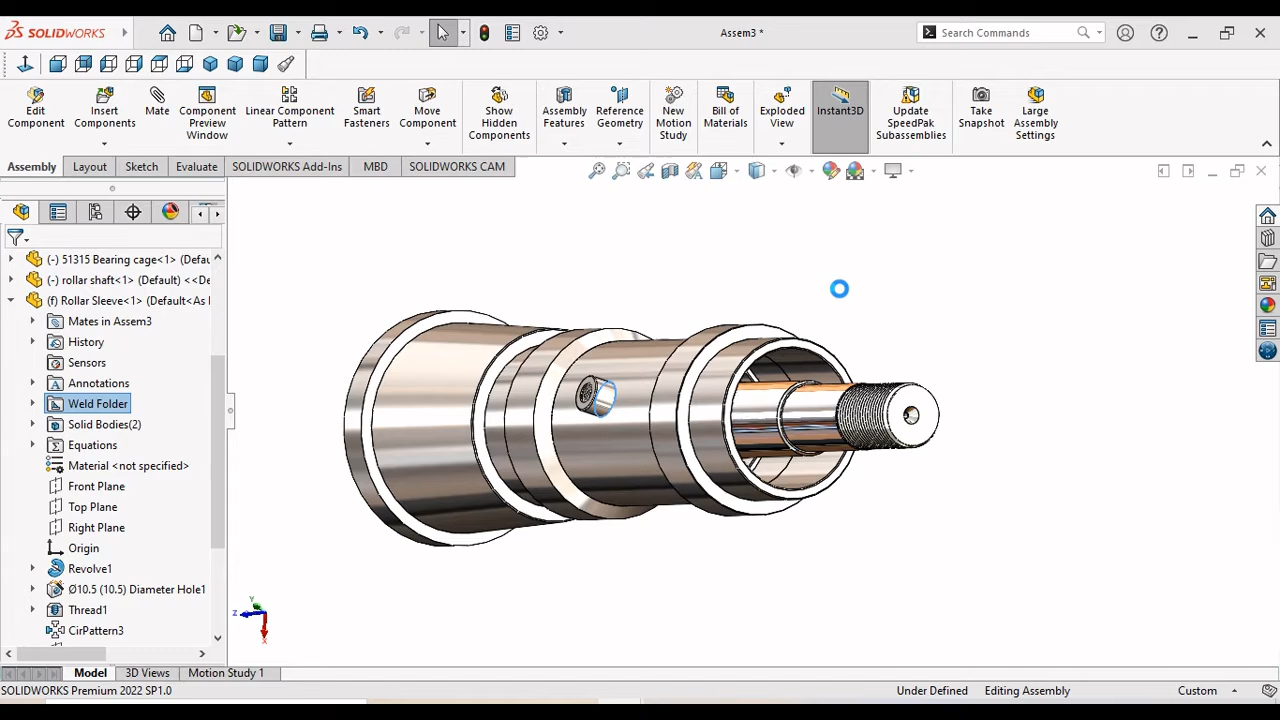 SOLIDWORKS
Assem3 *
Search Commands
Edit Component
Insert Components
Mate
Component Preview Window
Linear Component Pattern
Smart Fasteners
Move Component
Show Hidden Components
Assembly Features
Reference Geometry
New Motion Study
Bill of Materials
Exploded View
Instant3D
Update SpeedPak Subassemblies
Take Snapshot
Large Assembly Settings
Assembly
Layout
Sketch
Evaluate
SOLIDWORKS Add-Ins
MBD
SOLIDWORKS CAM
(-) 51315 Bearing cage<1> (Defau
(-) rollar shaft<1> (Default) <<De
(f) Rollar Sleeve<1> (Default<As
Mates in Assem3
History
Sensors
Annotations
Weld Folder
Solid Bodies(2)
Equations
Material <not specified>
Front Plane
Top Plane
Right Plane
Origin
Revolve1
Ø10.5 (10.5) Diameter Hole1
Thread1
CirPattern3
Y
Z
X
Model
3D Views
Motion Study 1
SOLIDWORKS Premium 2022 SP1.0
Under Defined
Editing Assembly
Custom